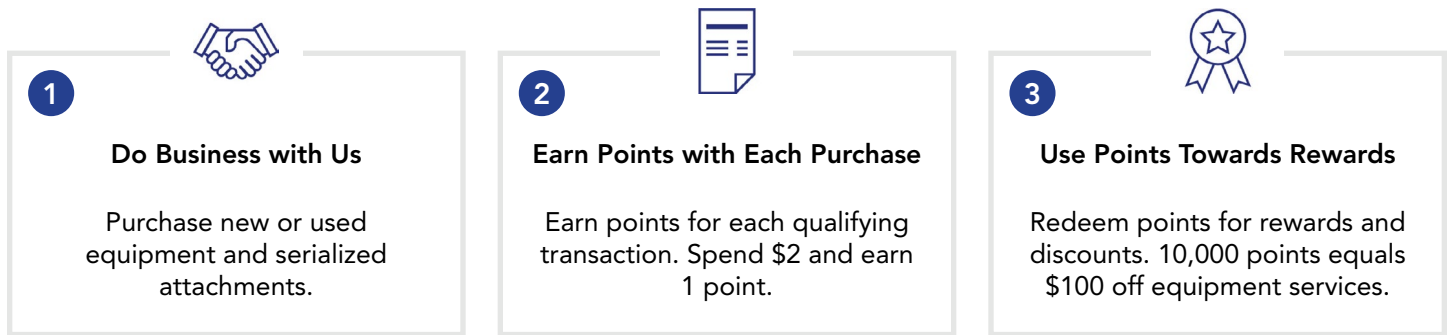 1
Do Business with Us
Purchase new or used
equipment and serialized
attachments.
2
Earn Points with Each Purchase
Earn points for each qualifying
transaction. Spend $2 and earn
1 point.
3
Use Points Towards Rewards
Redeem points for rewards and
discounts. 10,000 points equals
$100 off equipment services.